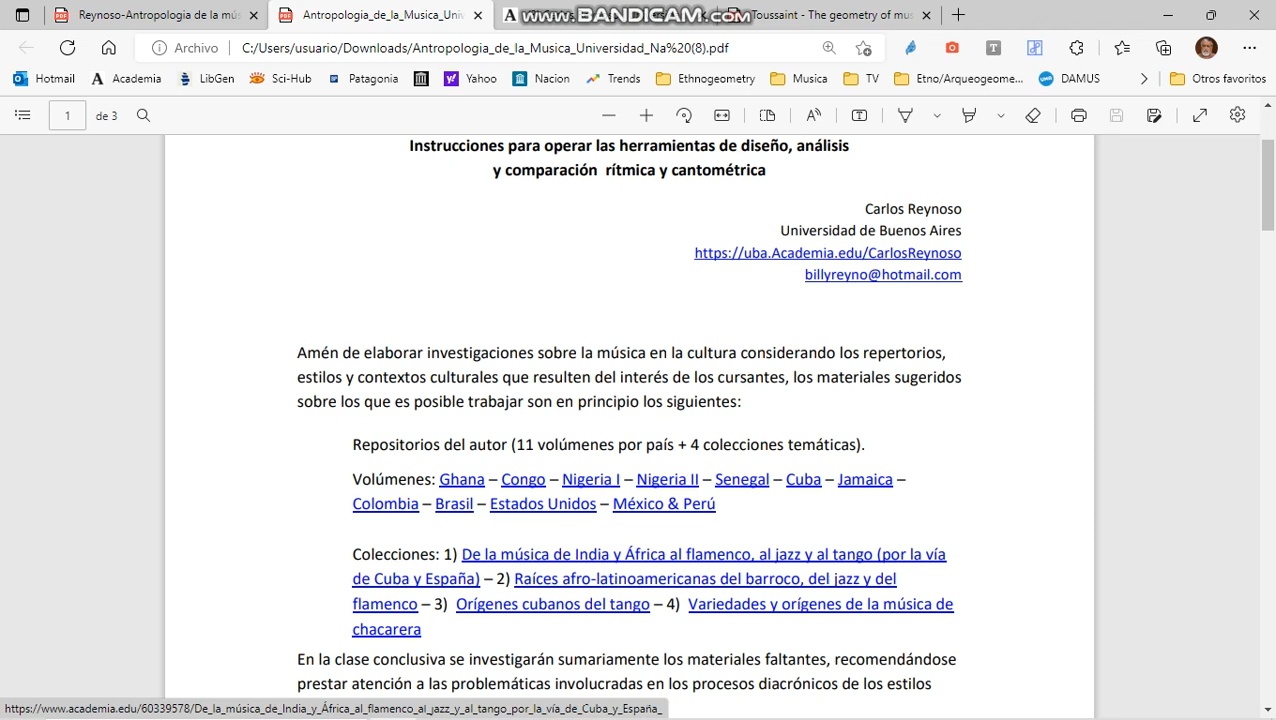 Reynoso-Antropologia de la mú
Antropologia_de_la_Musica_Univ
www.BANDICAM.com
Toussaint - The geometry of mus
Archivo
C:/Users/usuario/Downloads/Antropologia_de_la_Musica_Universidad_Na%20(8).pdf
Hotmail
Academia
LibGen
Sci-Hub
Patagonia
Yahoo
Nacion
Trends
Ethnogeometry
Musica
TV
Etno/Arqueogeome...
DAMUS
Otros favoritos
1 de 3
Instrucciones para operar las herramientas de diseño, análisis
y comparación rítmica y cantométrica
Carlos Reynoso
Universidad de Buenos Aires
https://uba.Academia.edu/CarlosReynoso
billyreyno@hotmail.com
Amén de elaborar investigaciones sobre la música en la cultura considerando los repertorios,
estilos y contextos culturales que resulten del interés de los cursantes, los materiales sugeridos
sobre los que es posible trabajar son en principio los siguientes:
Repositorios del autor (11 volúmenes por país + 4 colecciones temáticas).
Volúmenes: Ghana – Congo – Nigeria I – Nigeria II – Senegal – Cuba – Jamaica –
Colombia – Brasil – Estados Unidos – México & Perú
Colecciones: 1) De la música de India y África al flamenco, al jazz y al tango (por la vía
de Cuba y España) – 2) Raíces afro-latinoamericanas del barroco, del jazz y del
flamenco – 3) Orígenes cubanos del tango – 4) Variedades y orígenes de la música de
chacarera
En la clase conclusiva se investigarán sumariamente los materiales faltantes, recomendándose
prestar atención a las problemáticas involucradas en los procesos diacrónicos de los estilos
https://www.academia.edu/60339578/De_la_música_de_India_y_África_al_flamenco_al_jazz_y_al_tango_por_la_vía_de_Cuba_y_España_